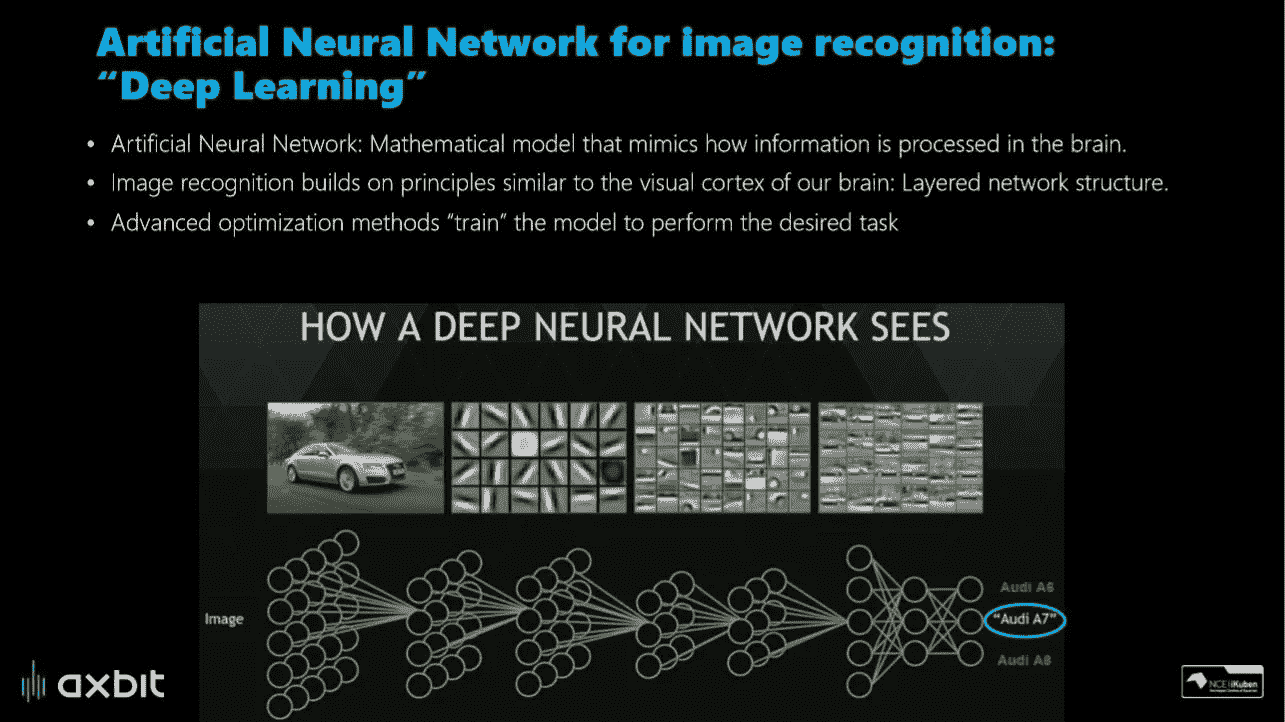 Artificial Neural Network for image recognition:
“Deep Learning”
• Artificial Neural Network: Mathematical model that mimics how information is processed in the brain.
• Image recognition builds on principles similar to the visual cortex of our brain: Layered network structure.
• Advanced optimization methods “train” the model to perform the desired task
HOW A DEEP NEURAL NETWORK SEES
Image
Audi A6
“Audi A7”
Audi A8
axbit
NCE iKuben